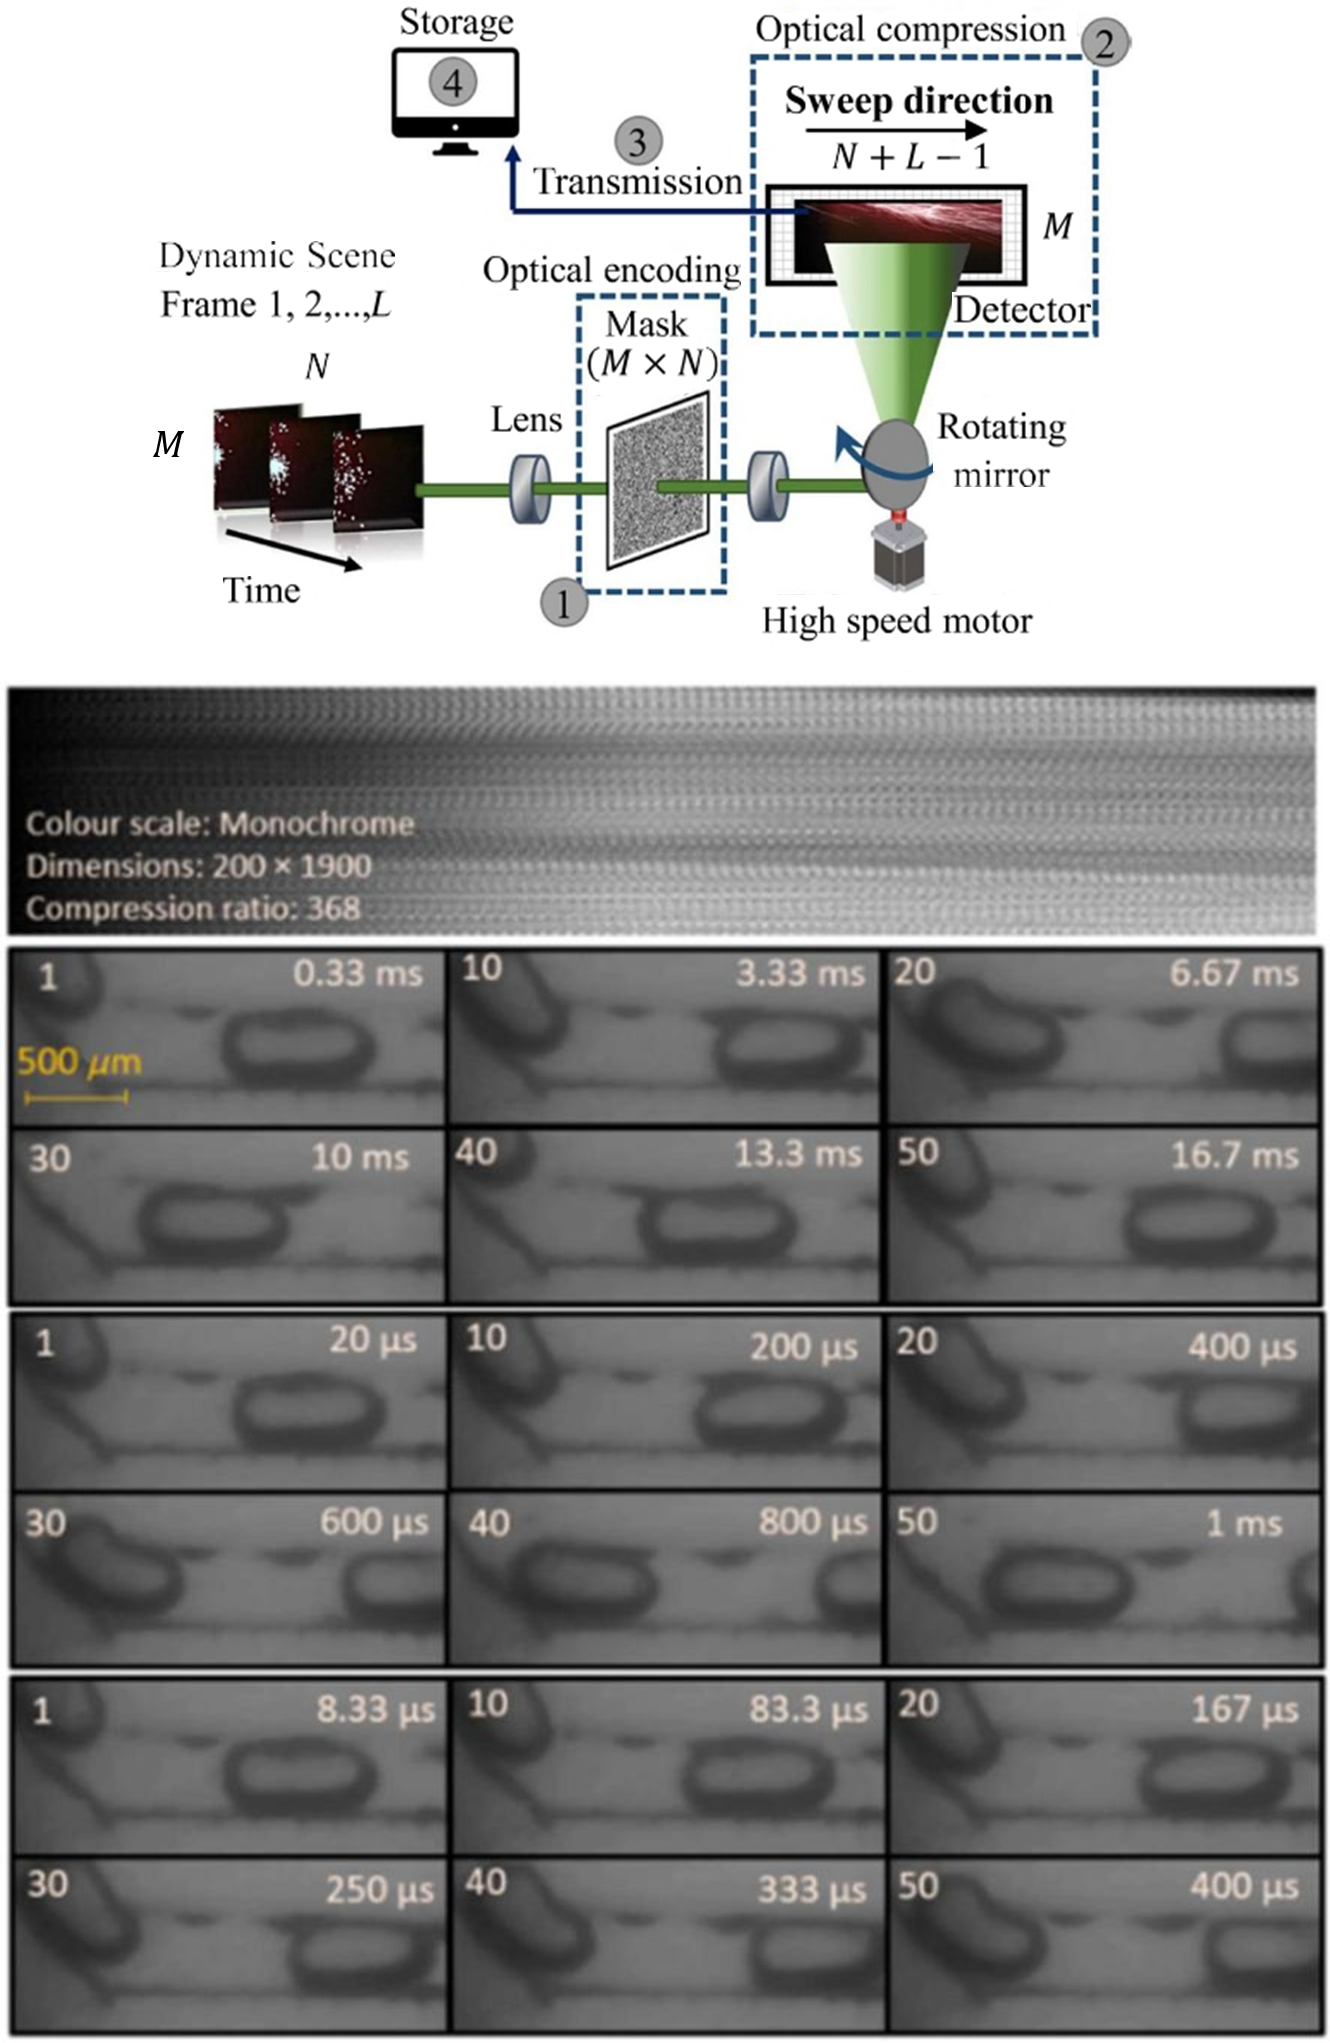 Storage
4
Optical compression
2
Sweep direction
N + L − 1
3
Transmission
M
Detector
Dynamic Scene
Frame 1, 2,...,L
N
M
Time
Optical encoding
Mask
(M × N)
Lens
1
Rotating
mirror
High speed motor
Colour scale: Monochrome
Dimensions: 200 × 1900
Compression ratio: 368
1 0.33 ms
500 µm
10 3.33 ms
20 6.67 ms
30 10 ms
40 13.3 ms
50 16.7 ms
1 20 µs
10 200 µs
20 400 µs
30 600 µs
40 800 µs
50 1 ms
1 8.33 µs
10 83.3 µs
20 167 µs
30 250 µs
40 333 µs
50 400 µs